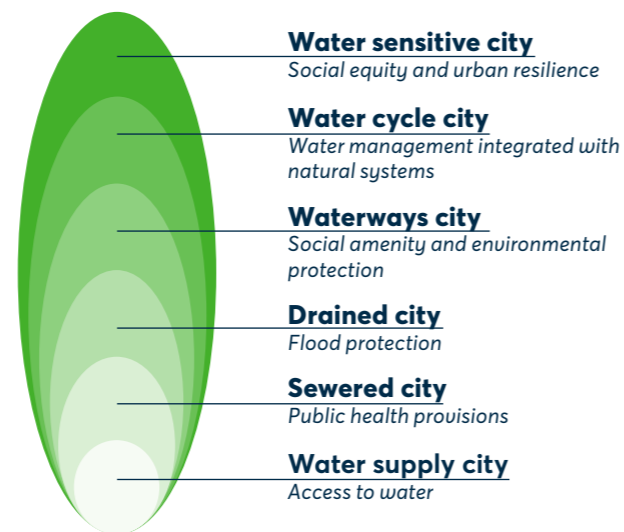 Water sensitive city
Social equity and urban resilience
Water cycle city
Water management integrated with
natural systems
Waterways city
Social amenity and environmental
protection
Drained city
Flood protection
Sewered city
Public health provisions
Water supply city
Access to water